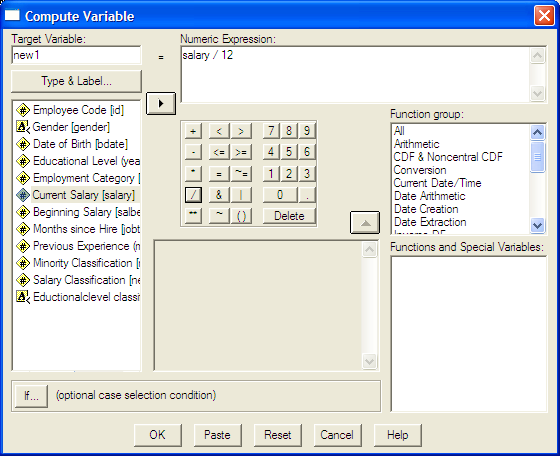 Compute Variable
Target Variable:
new1
=
Numeric Expression:
salary / 12
Type & Label...
Employee Code [id]
Gender [gender]
Date of Birth [bdate]
Educational Level (yea
Employment Category [
Current Salary [salary]
Beginning Salary [salbe
Months since Hire [jobt
Previous Experience (m
Minority Classification [m
Salary Classification [ne
Eductionalclevel classi
+ < > 7 8 9
- <= >= 4 5 6
* = ~= 1 2 3
/ & | 0 .
** ~ ( ) Delete
Function group:
All
Arithmetic
CDF & Noncentral CDF
Conversion
Current Date/Time
Date Arithmetic
Date Creation
Date Extraction
Functions and Special Variables:
If... (optional case selection condition)
OK Paste Reset Cancel Help